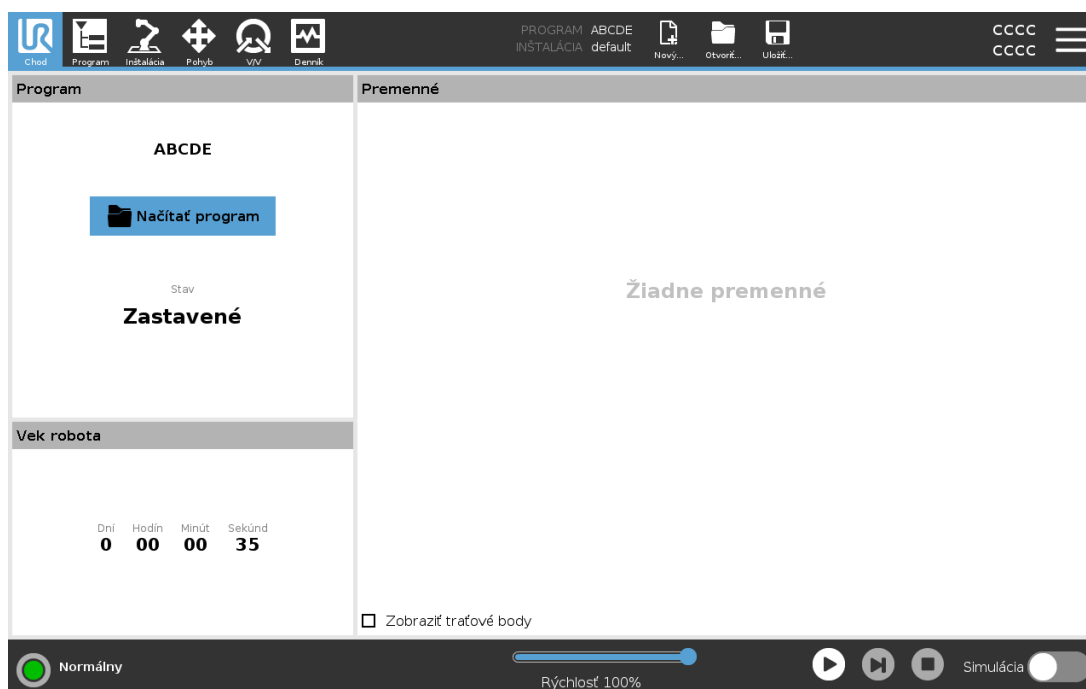 UR
Chod
Program
Inštalácia
Pohyb
V/V
Denník
PROGRAM ABCDE
INŠTALÁCIA default
Nový...
Otvoriť...
Uložiť...
CCCC
CCCC
Program
ABCDE
Načítať program
Stav
Zastavené
Vek robota
Dní Hodín Minút Sekúnd
0 00 00 35
Premenné
Žiadne premenné
Zobraziť traťové body
Normálny
Rýchlosť 100%
Simulácia